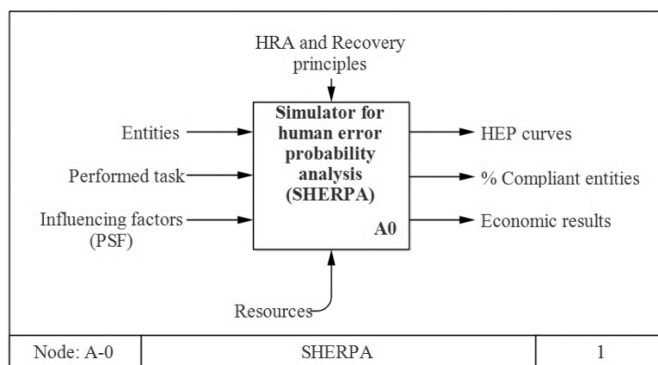 HRA and Recovery
principles
Simulator for
human error
probability
analysis
(SHERPA)
A0
Entities
Performed task
Influencing factors
(PSF)
HEP curves
% Compliant entities
Economic results
Resources
Node: A-0
SHERPA
1